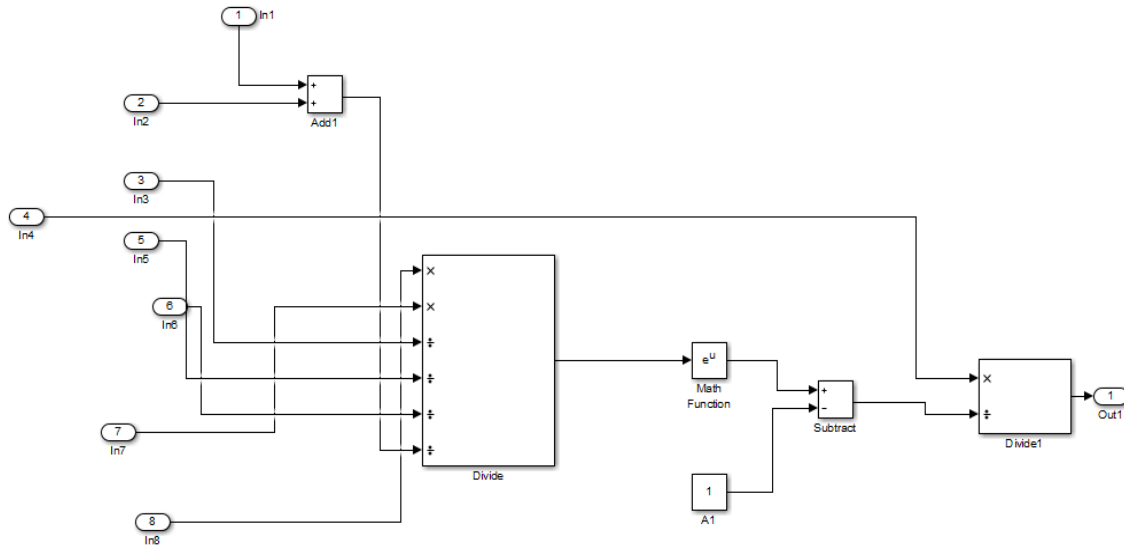 1
In1
+
+
Add1
2
In2
3
In3
4
In4
5
In5
6
In6
×
×
÷
÷
÷
÷
Divide
7
In7
8
In8
e^u
Math
Function
+
−
Subtract
1
A1
×
÷
Divide1
1
Out1